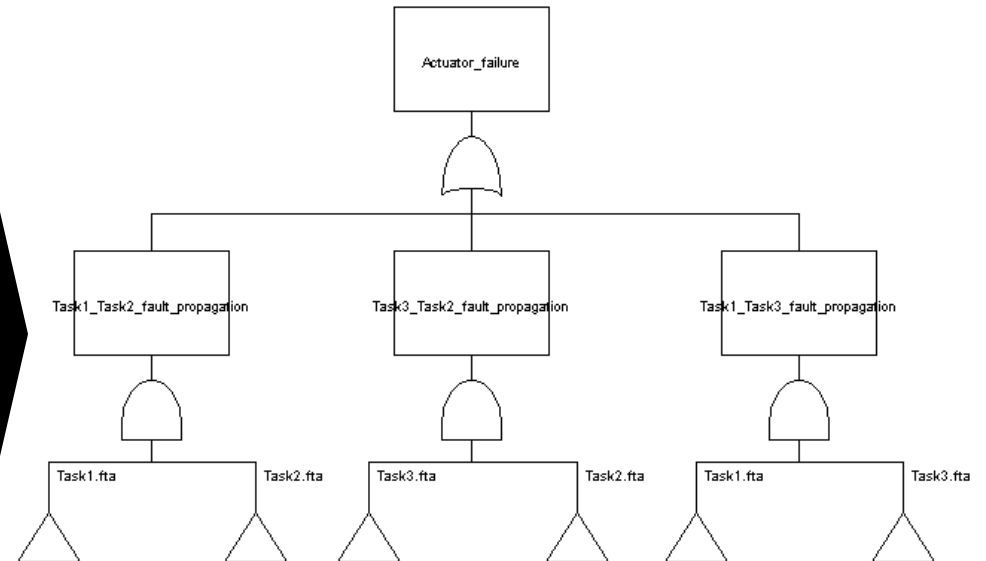 Actuator_failure
Task1_Task2_fault_propagation
Task3_Task2_fault_propagation
Task1_Task3_fault_propagation
Task1.fta
Task2.fta
Task3.fta
Task2.fta
Task1.fta
Task3.fta